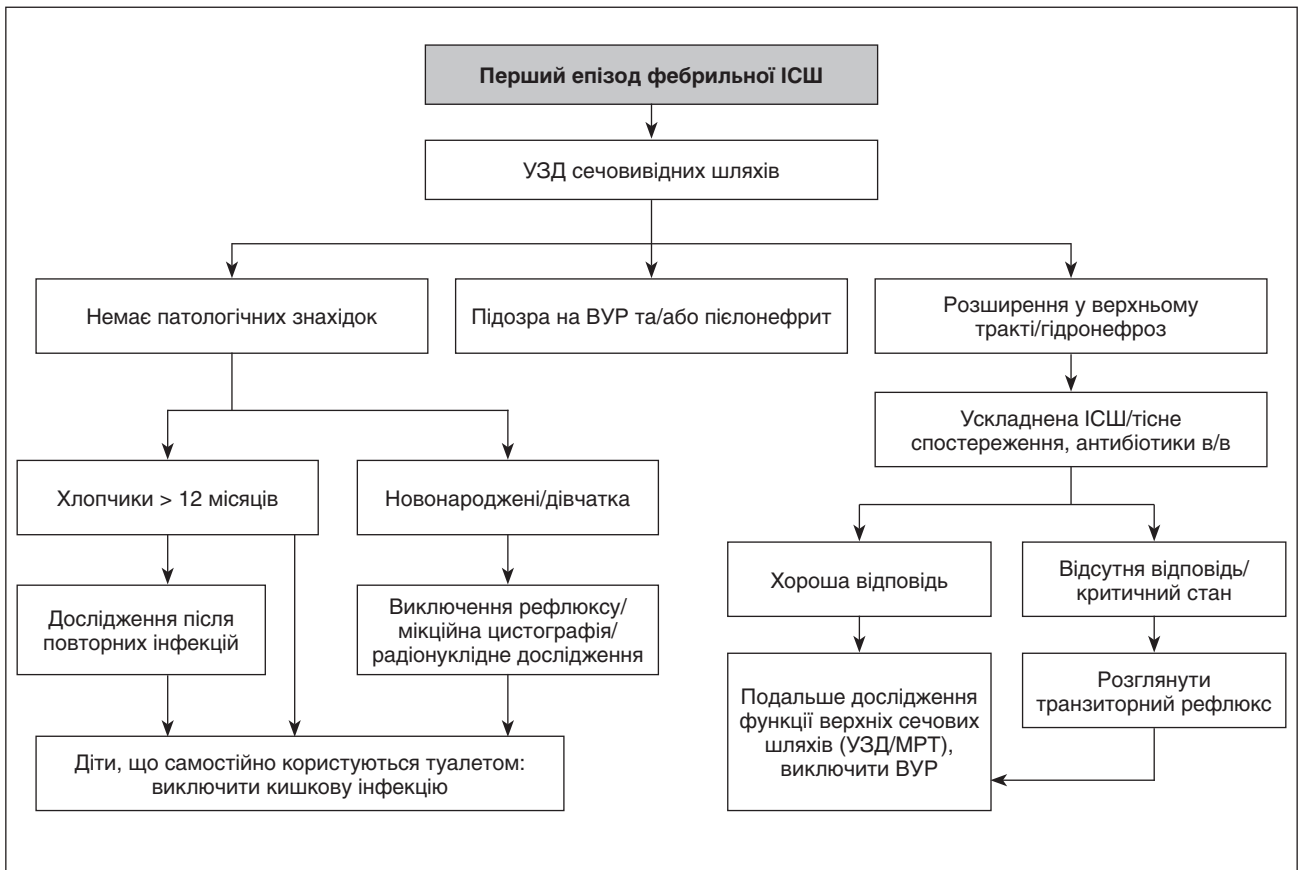 Перший епізод фебрильної ІСШ
УЗД сечовивідних шляхів
Немає патологічних знахідок
Підозра на ВУР та/або пієлонефрит
Розширення у верхньому
тракті/гідронефроз
Ускладнена ІСШ/тісне
спостереження, антибіотики в/в
Хлопчики > 12 місяців
Новонароджені/дівчатка
Хороша відповідь
Відсутня відповідь/
критичний стан
Дослідження після
повторних інфекцій
Виключення рефлюксу/
мікційна цистографія/
радіонуклідне дослідження
Подальше дослідження
функції верхніх сечових
шляхів (УЗД/МРТ),
виключити ВУР
Розглянути
транзиторний рефлюкс
Діти, що самостійно користуються туалетом:
виключити кишкову інфекцію